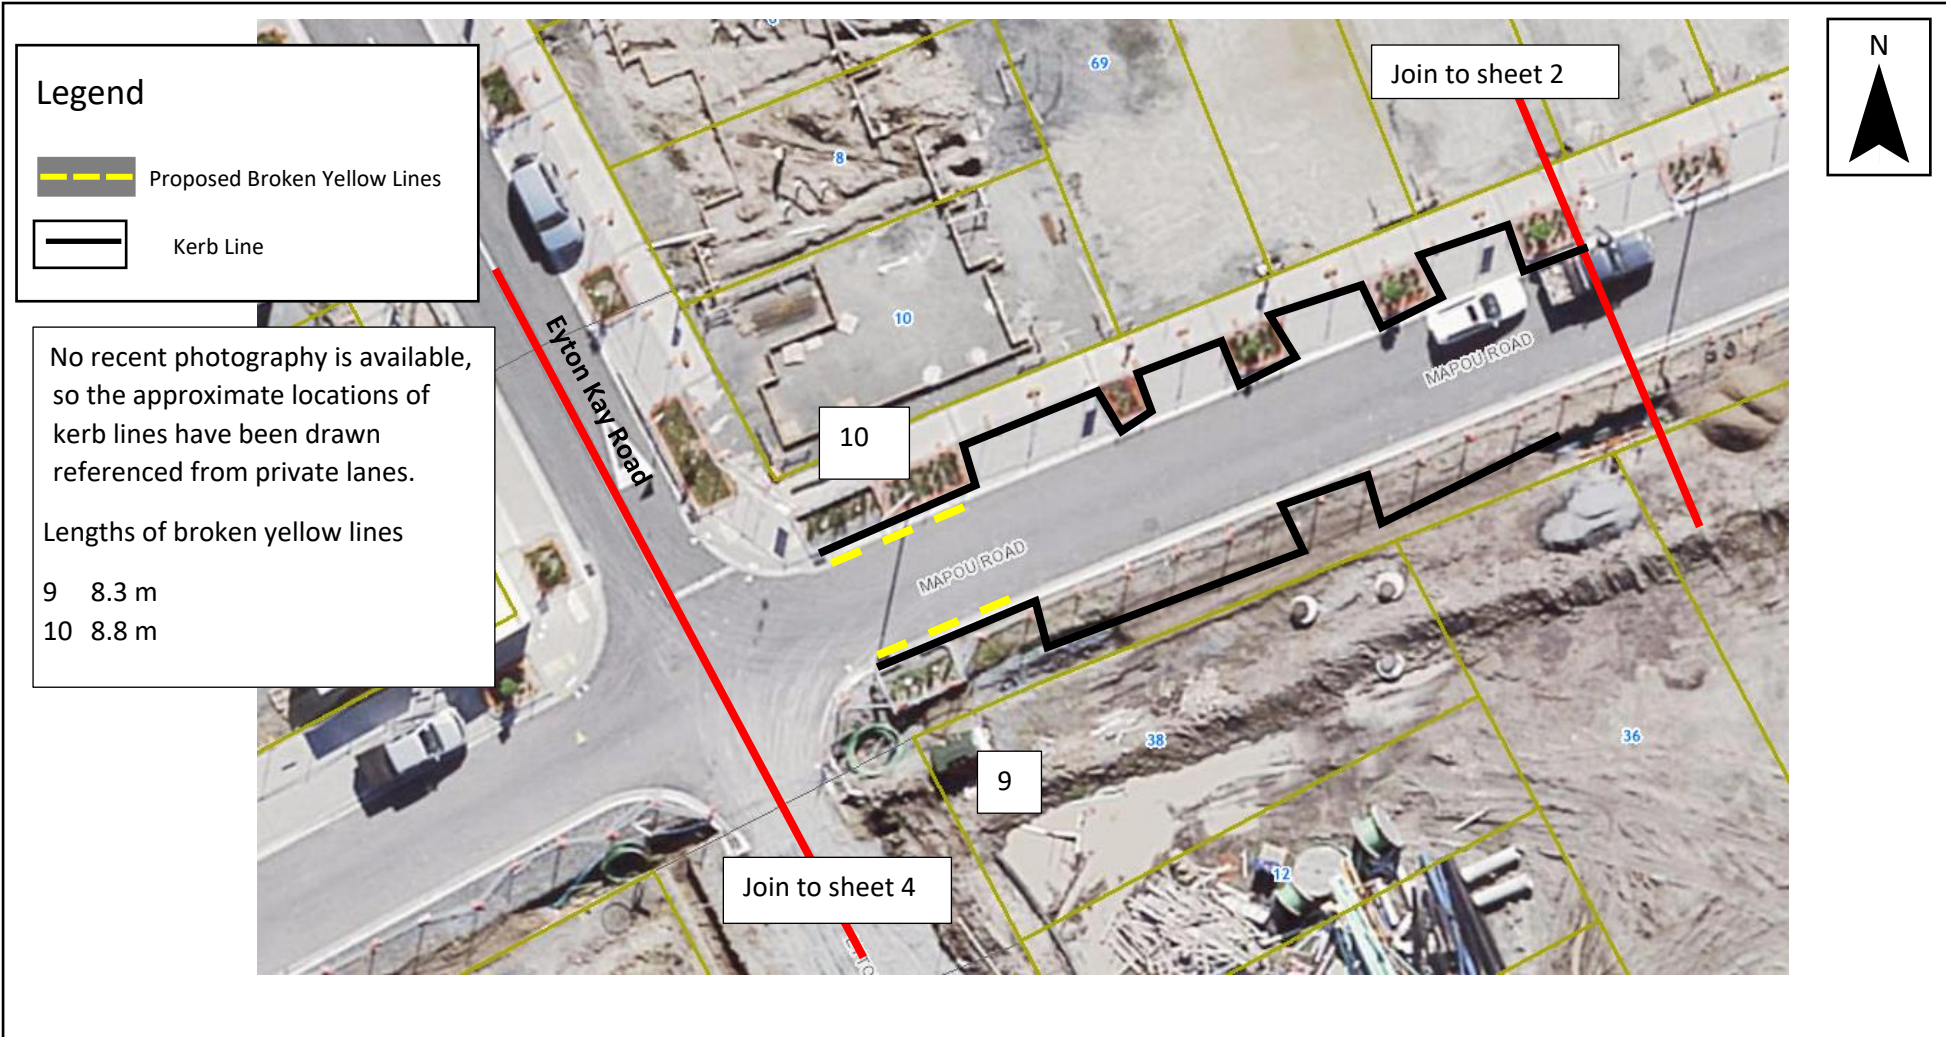 Legend
Proposed Broken Yellow Lines
Kerb Line
No recent photography is available,
so the approximate locations of
kerb lines have been drawn
referenced from private lanes.
Lengths of broken yellow lines
9 8.3 m
10 8.8 m
Join to sheet 2
N
69
8
10
Eyton Kay Road
10
MAPOU ROAD
MAPOU ROAD
9
38
36
12
Join to sheet 4